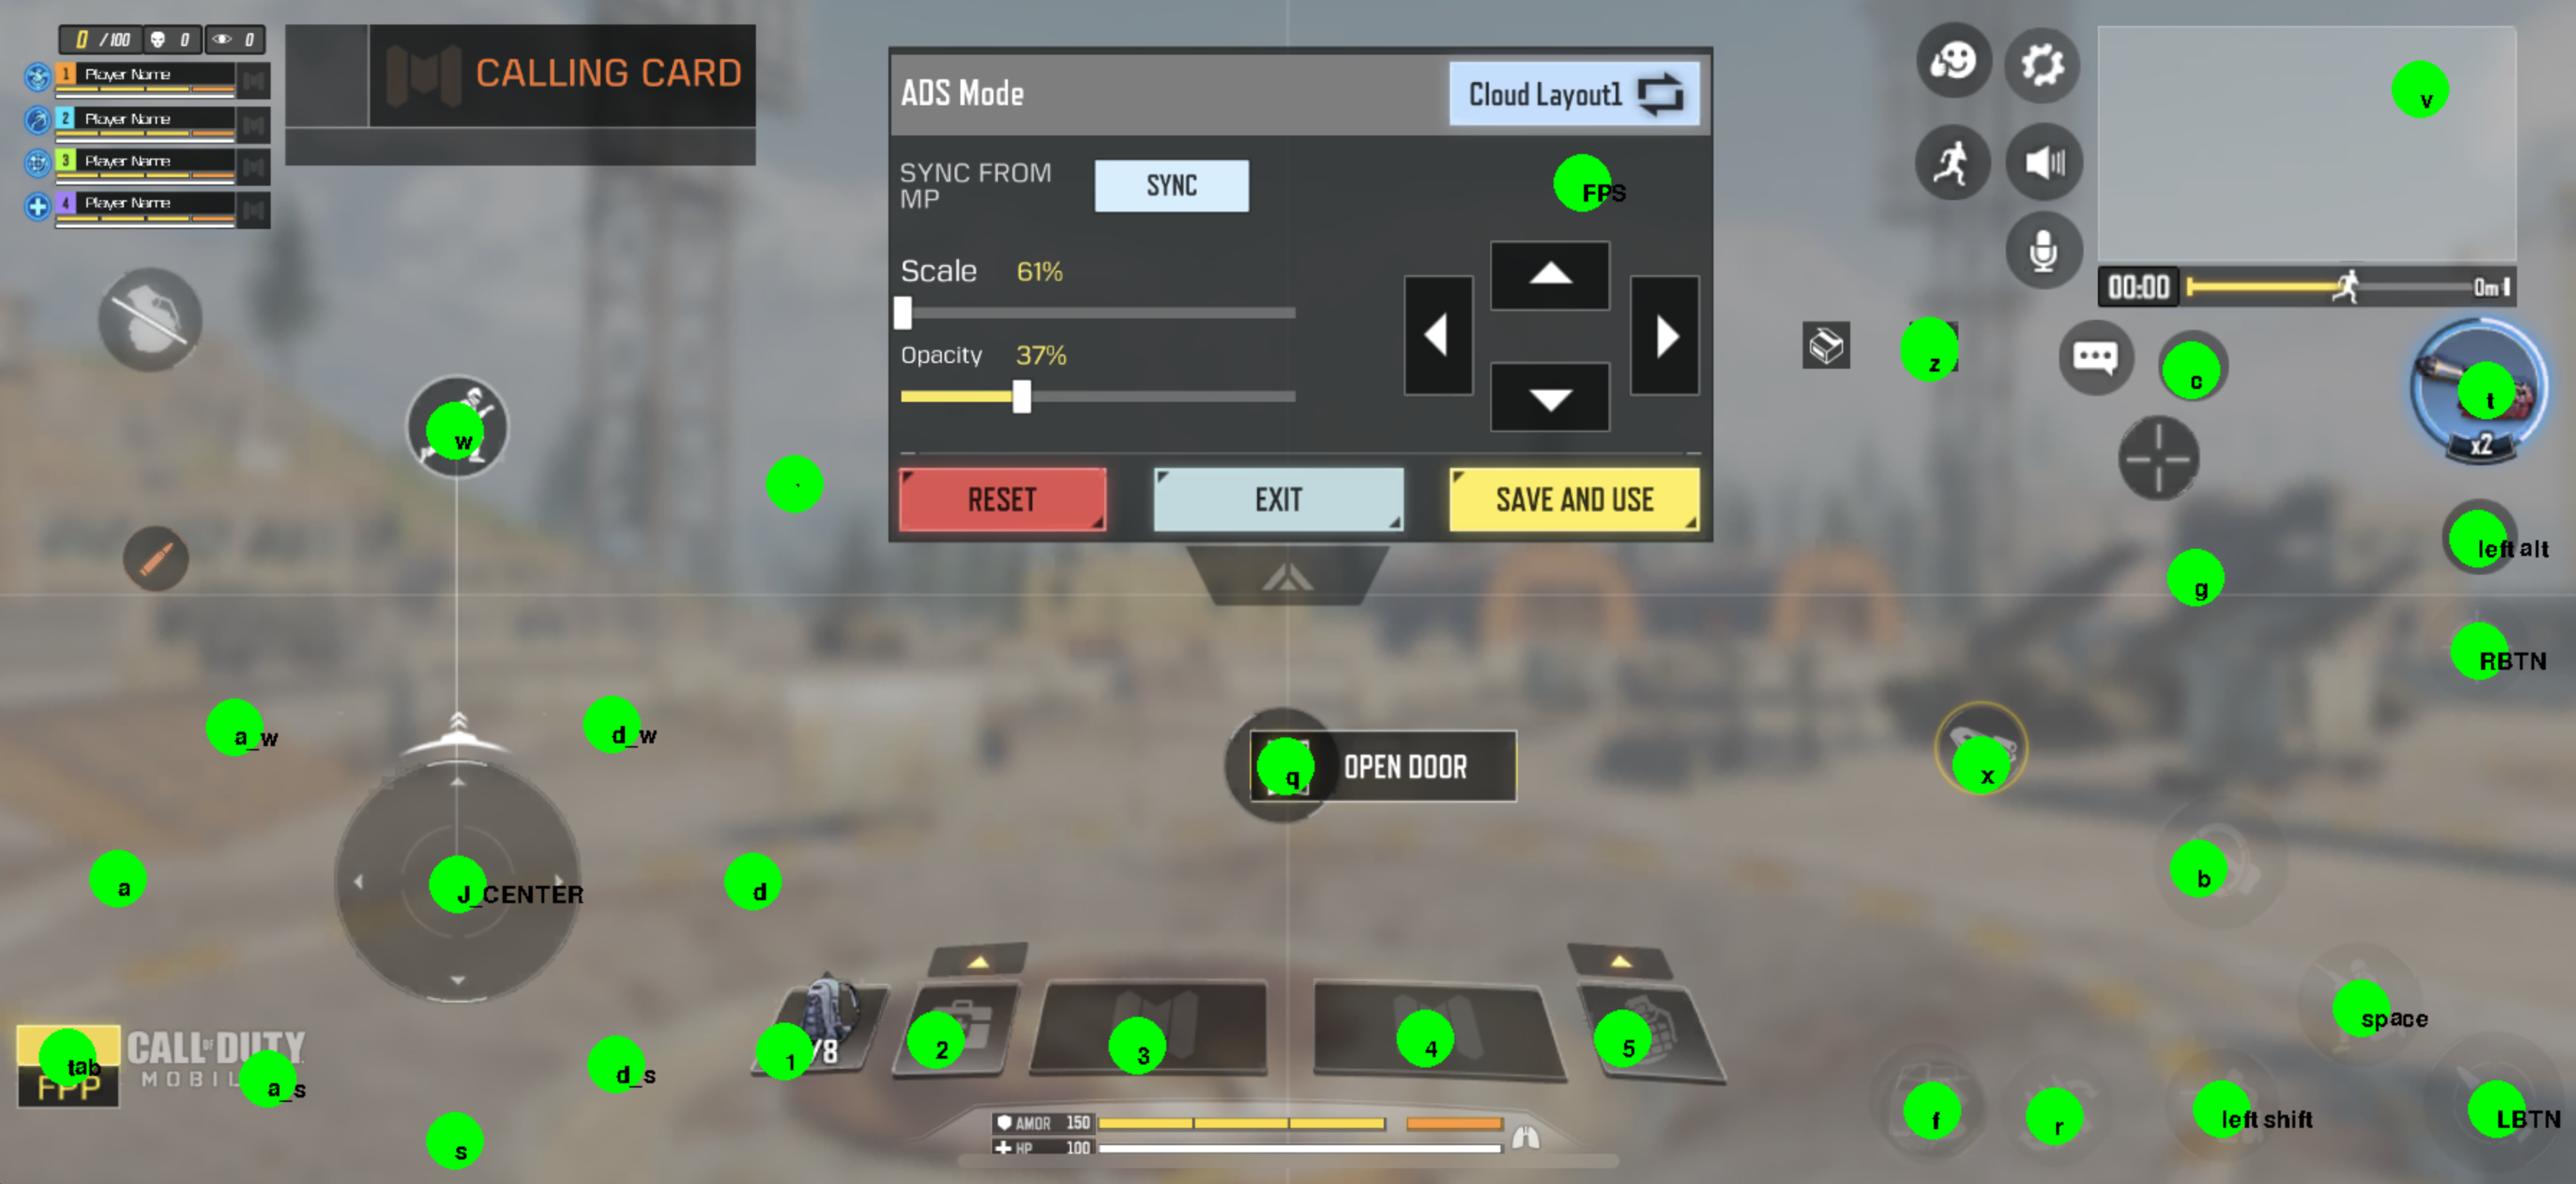 0 /100 0 0
1 Player Name
2 Player Name
3 Player Name
4 Player Name
CALLING CARD
ADS Mode
Cloud Layout1
SYNC FROM MP
SYNC
FPS
Scale 61%
Opacity 37%
RESET
EXIT
SAVE AND USE
v
00:00
0m
z
c
t
x2
w
left alt
g
RBTN
a_w
d_w
q
OPEN DOOR
x
a
J_CENTER
d
b
tab
FPP
CALL OF DUTY
MOBIL
a_s
d_s
s
1
/8
2
3
4
5
space
f
r
left shift
LBTN
AMOR 150
HP 100